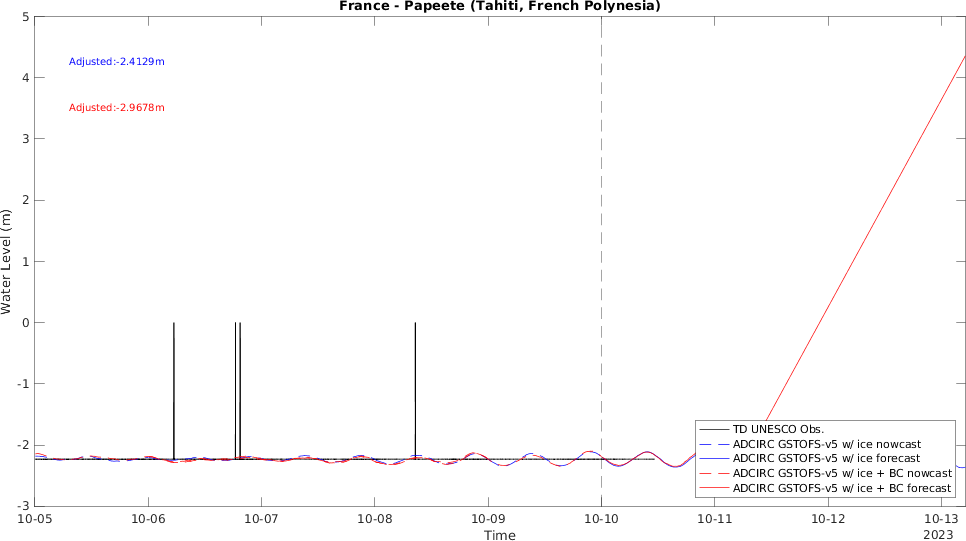 France - Papeete (Tahiti, French Polynesia)
Adjusted:-2.4129m
Adjusted:-2.9678m
Water Level (m)
5
4
3
2
1
0
-1
-2
-3
TD UNESCO Obs.
ADCIRC GSTOFS-v5 w/ ice nowcast
ADCIRC GSTOFS-v5 w/ ice forecast
ADCIRC GSTOFS-v5 w/ ice + BC nowcast
ADCIRC GSTOFS-v5 w/ ice + BC forecast
10-05 10-06 10-07 10-08 10-09 10-10 10-11 10-12 10-13
2023
Time